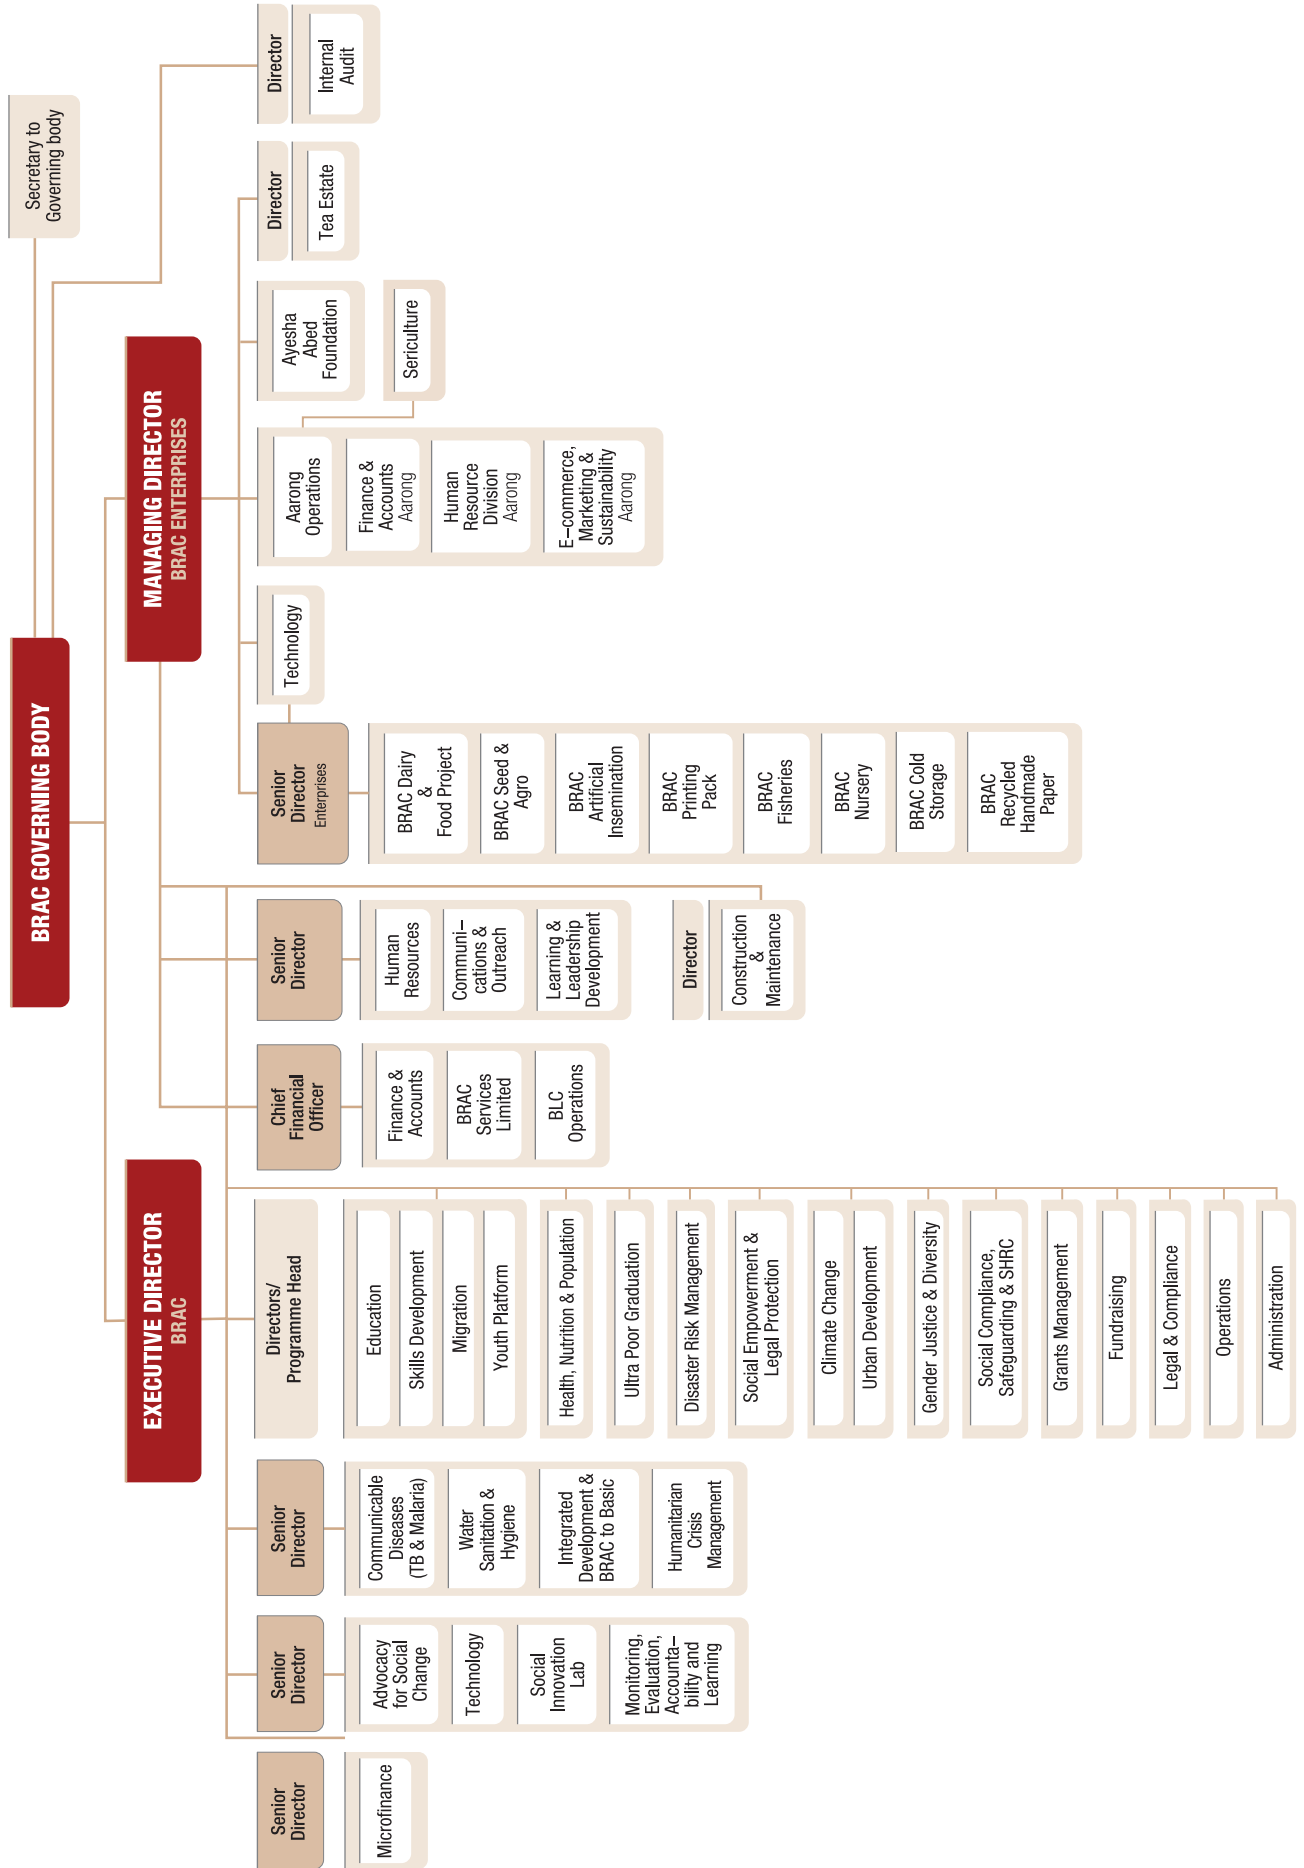 BRAC GOVERNING BODY
Secretary to
Governing body
EXECUTIVE DIRECTOR
BRAC
MANAGING DIRECTOR
BRAC ENTERPRISES
Senior
Director
Microfinance
Senior
Director
Advocacy
for Social
Change
Technology
Social
Innovation
Lab
Monitoring,
Evaluation,
Accounta–
bility and
Learning
Senior
Director
Communicable
Diseases
(TB & Malaria)
Water
Sanitation &
Hygiene
Integrated
Development &
BRAC to Basic
Humanitarian
Crisis
Management
Directors/
Programme Head
Education
Skills Development
Migration
Youth Platform
Health, Nutrition & Population
Ultra Poor Graduation
Disaster Risk Management
Social Empowerment &
Legal Protection
Climate Change
Urban Development
Gender Justice & Diversity
Social Compliance,
Safeguarding & SHRC
Grants Management
Fundraising
Legal & Compliance
Operations
Administration
Chief
Financial
Officer
Finance &
Accounts
BRAC
Services
Limited
BLC
Operations
Senior
Director
Human
Resources
Communi–
cations &
Outreach
Learning &
Leadership
Development
Director
Construction
&
Maintenance
Senior
Director
Enterprises
BRAC Dairy
&
Food Project
BRAC Seed &
Agro
BRAC
Artificial
Insemination
BRAC
Printing
Pack
BRAC
Fisheries
BRAC
Nursery
BRAC Cold
Storage
BRAC
Recycled
Handmade
Paper
Technology
Aarong
Operations
Finance &
Accounts
Aarong
Human
Resource
Division
Aarong
E–commerce,
Marketing &
Sustainability
Aarong
Ayesha
Abed
Foundation
Sericulture
Director
Tea Estate
Director
Internal
Audit